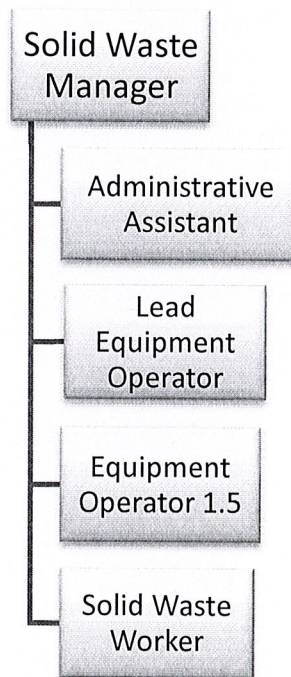 Solid Waste
Manager
Administrative
Assistant
Lead
Equipment
Operator
Equipment
Operator 1.5
Solid Waste
Worker